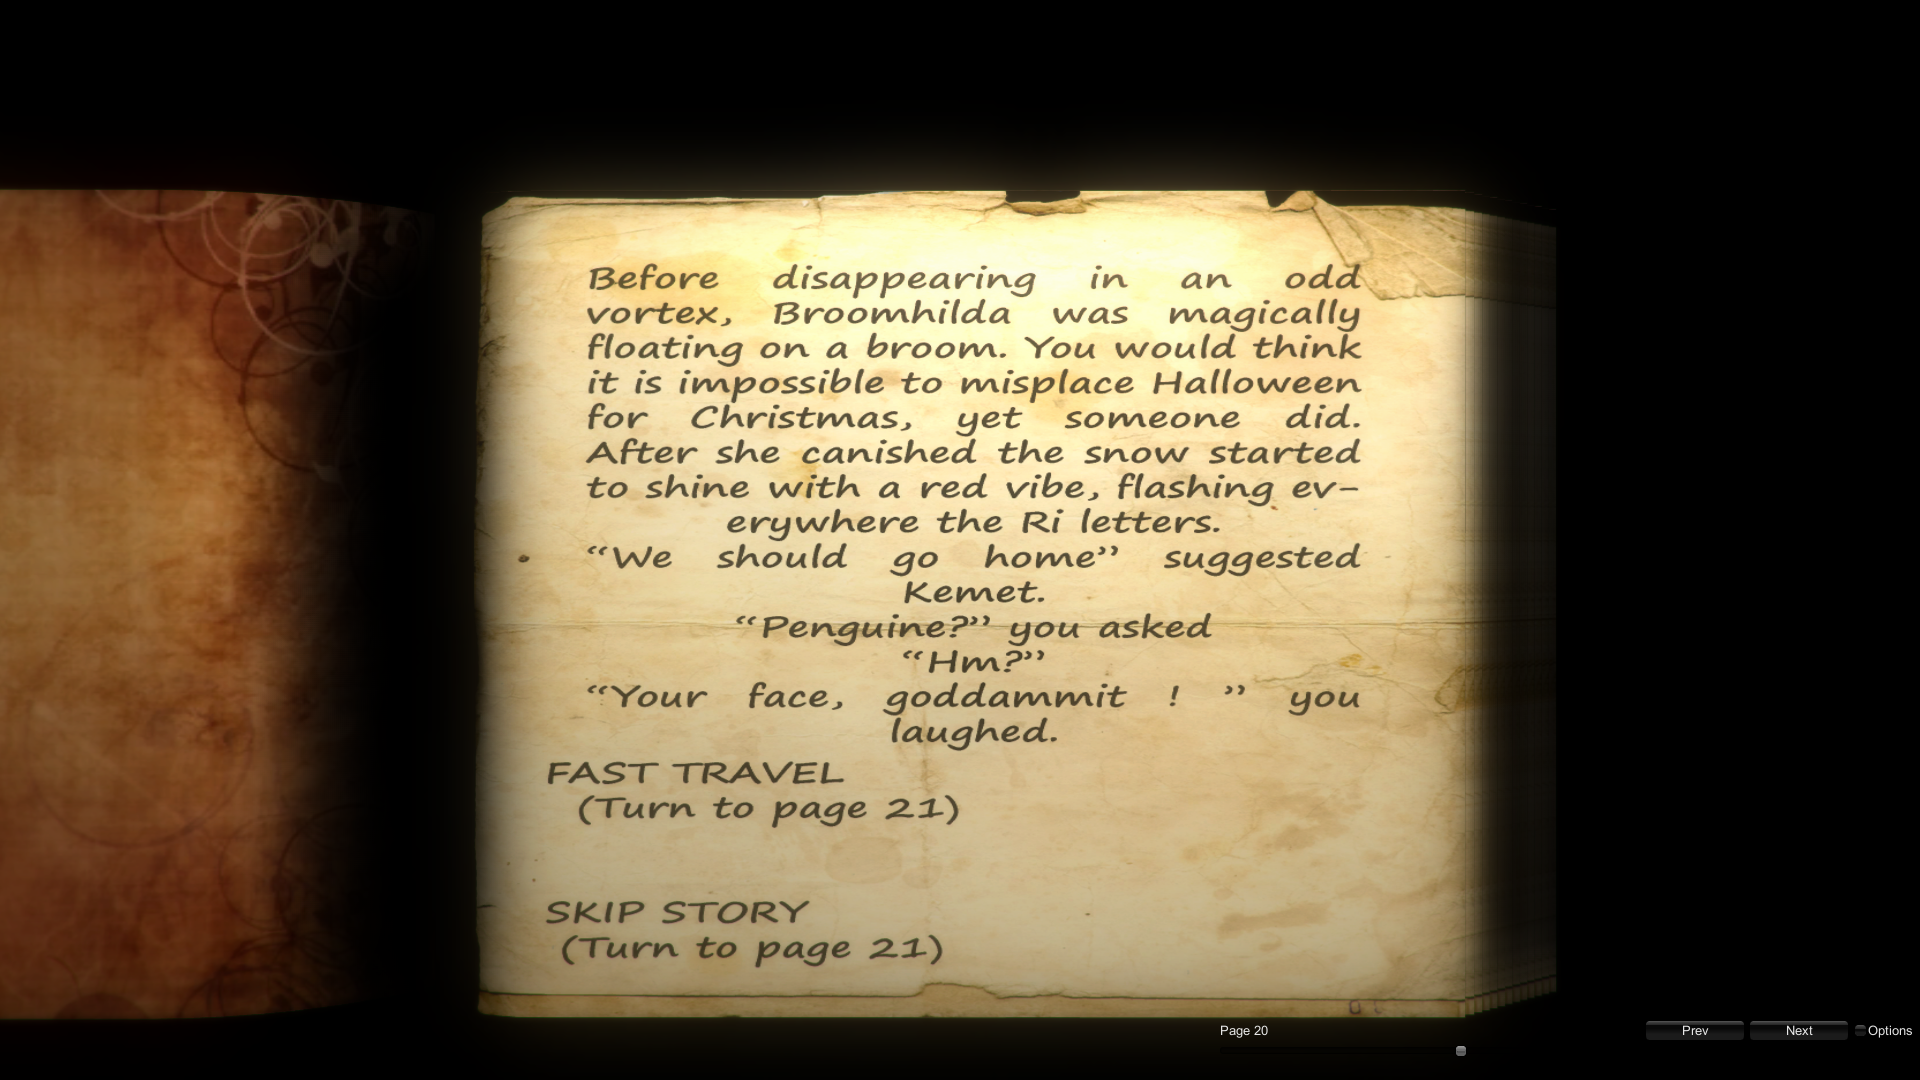 Before disappearing in an odd
vortex, Broomhilda was magically
floating on a broom. You would think
it is impossible to misplace Halloween
for Christmas, yet someone did.
After she canished the snow started
to shine with a red vibe, flashing ev-
erywhere the Ri letters.
“We should go home” suggested
Kemet.
“Penguine?” you asked
“Hm?”
“Your face, goddammit ! ” you
laughed.
FAST TRAVEL
(Turn to page 21)
SKIP STORY
(Turn to page 21)
Page 20
Prev
Next
Options